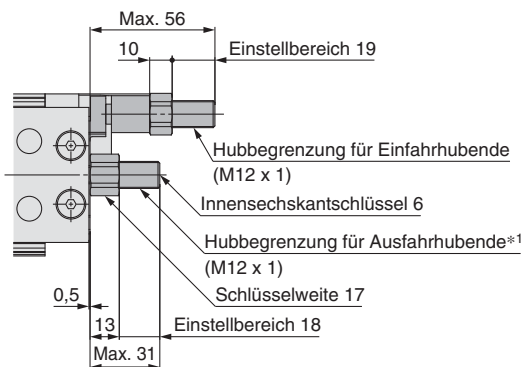 Max. 56
10
Einstellbereich 19
Hubbegrenzung für Einfahrhubende
(M12 x 1)
Innensechskantschlüssel 6
Hubbegrenzung für Ausfahrhubende*1
(M12 x 1)
Schlüsselweite 17
0,5
13
Einstellbereich 18
Max. 31